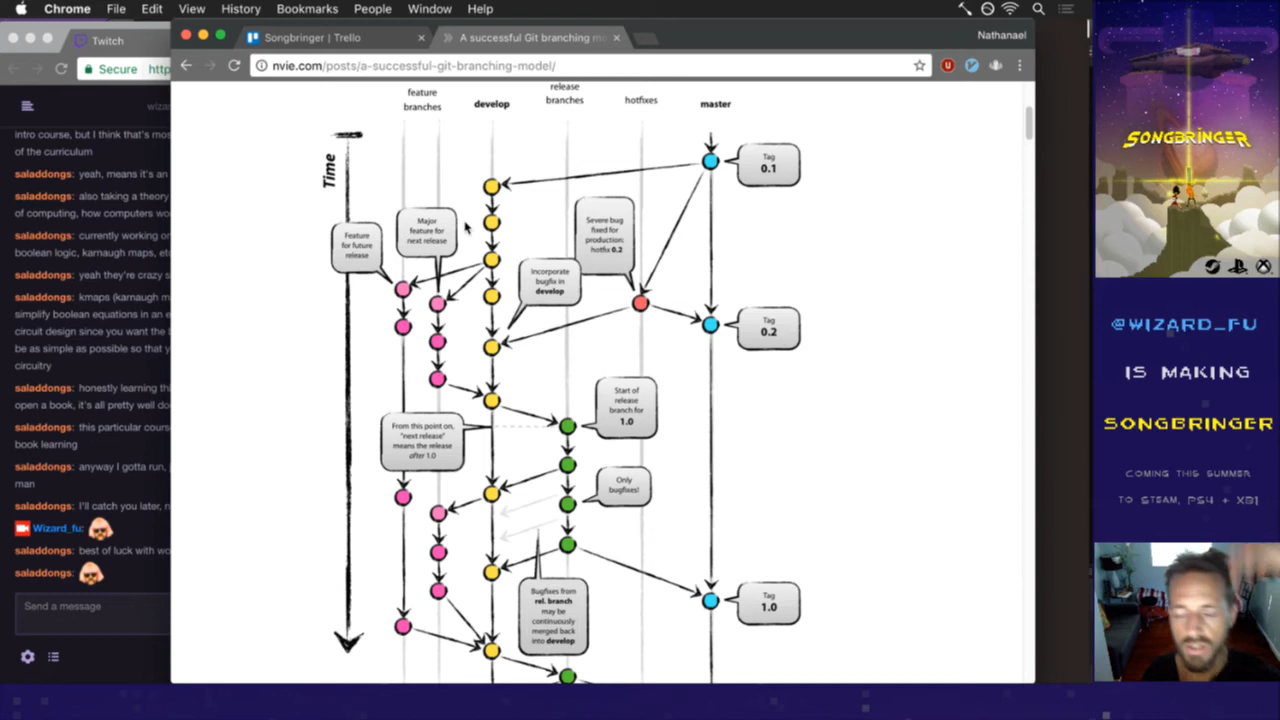 Chrome File Edit View History Bookmarks People Window Help
Twitch
Songbringer | Trello
A successful Git branching mo
Nathanael
Secure http
nvie.com/posts/a-successful-git-branching-model/
wizar
intro course, but I think that's mos
of the curriculum
saladdongs: yeah, means it's an
saladdongs: also taking a theory
of computing, how computers wo
saladdongs: currently working on
boolean logic, karnaugh maps, etc
saladdongs: yeah they're crazy s
saladdongs: kmaps (karnaugh m
simplify boolean equations in an e
circuit design since you want the b
be as simple as possible so that y
circuitry
saladdongs: honestly learning thi
open a book, it's all pretty well do
saladdongs: this particular cours
book learning
saladdongs: anyway I gotta run, j
man
saladdongs: I'll catch you later, n
Wizard_fu:
saladdongs: best of luck with wo
saladdongs:
Send a message
feature
branches
develop
release
branches
hotfixes
master
Time
Tag
0.1
Major
feature for
next release
Feature
for future
release
Severe bug
fixed for
production:
hotfix 0.2
Incorporate
bugfix in
develop
Tag
0.2
Start of
release
branch for
1.0
From this point on,
"next release"
means the release
after 1.0
Only
bugfixes!
Bugfixes from
rel. branch
may be
continuously
merged back
into develop
Tag
1.0
SONGBRINGER
@WIZARD_FU
IS MAKING
SONGBRINGER
COMING THIS SUMMER
TO STEAM, PS4 + XB1